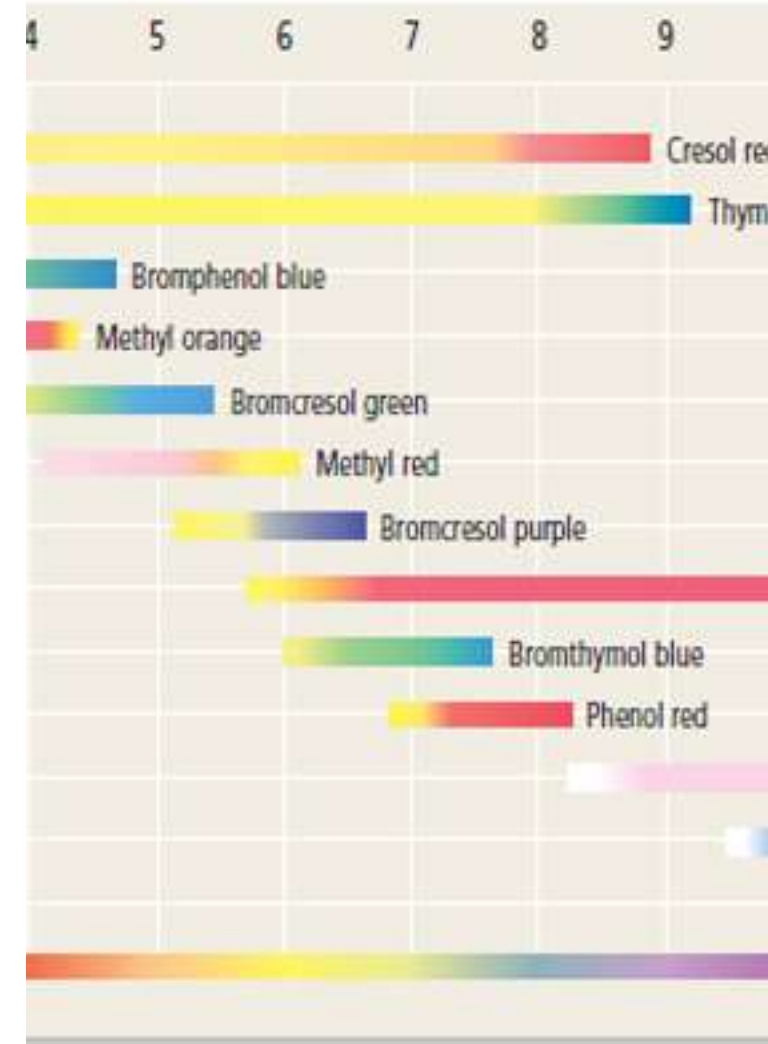 4 5 6 7 8 9
Cresol
Bromphenol blue
Methyl orange
Bromcresol green
Methyl red
Bromcresol purple
Bromthymol blue
Phenol red